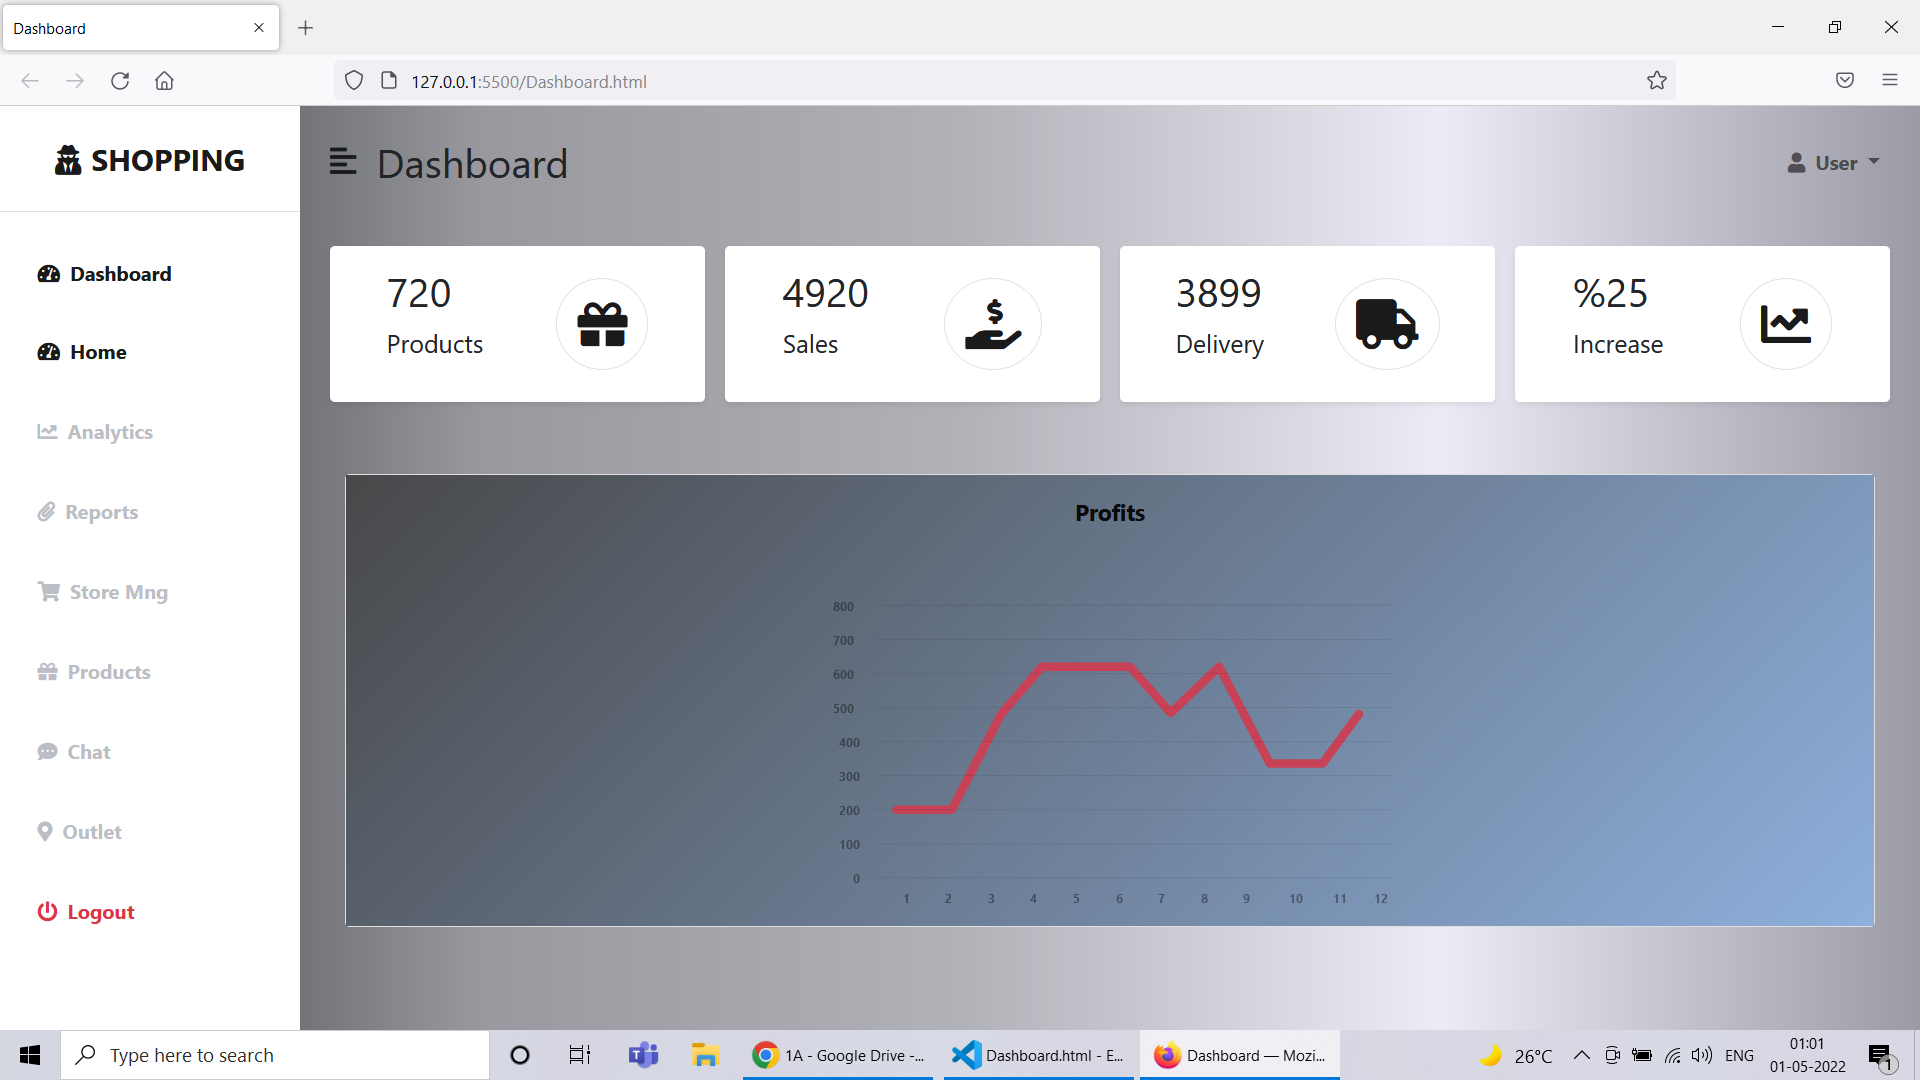 Dashboard
127.0.0.1:5500/Dashboard.html
SHOPPING
Dashboard
Home
Analytics
Reports
Store Mng
Products
Chat
Outlet
Logout
Dashboard
User
720
Products
4920
Sales
3899
Delivery
%25
Increase
Profits
800
700
600
500
400
300
200
100
0
1 2 3 4 5 6 7 8 9 10 11 12
Type here to search
1A - Google Drive -...
Dashboard.html - E...
Dashboard — Mozi...
26°C
ENG
01:01
01-05-2022
1